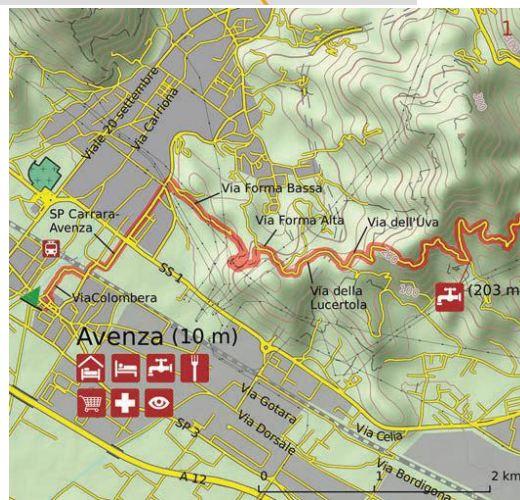 1
Viale 20 settembre
Via Carriona
300
Via Forma Bassa
SP Carrara-
Avenza
Via Forma Alta
Via dell'Uva
SS 1
200
Via della
Lucertola
100
(203 m
ViaColombera
Avenza (10 m)
Via Gotara
SP 3
Via Dorsale
Via Celia
Via Bordigona
A 12
0
1
2 km